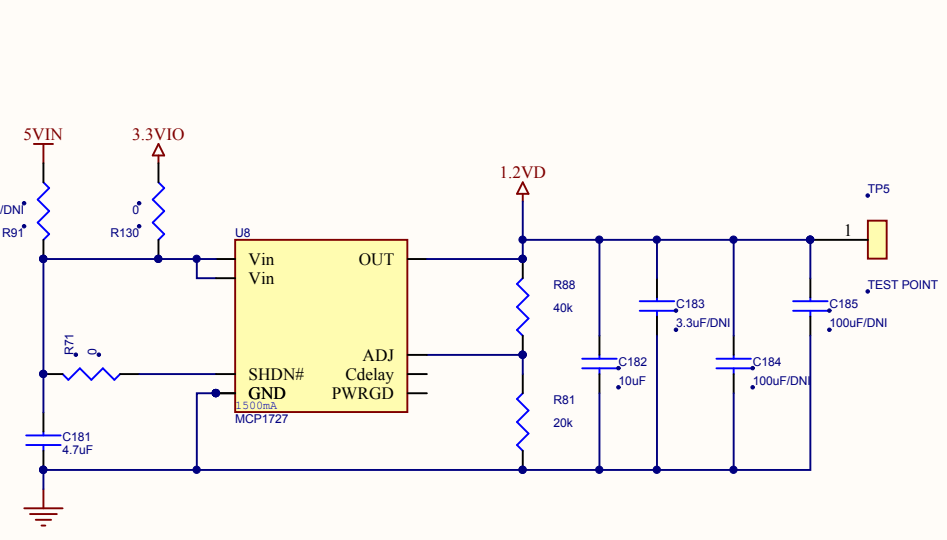 5VIN
3.3VIO
1.2VD
TP5
/DNI
0
R91
R130
1
U8
Vin
OUT
Vin
R88
TEST POINT
40k
C183
C185
3.3uF/DNI
100uF/DNI
R71
0
ADJ
C182
C184
SHDN#
Cdelay
10uF
100uF/DNI
GND
PWRGD
R81
1500mA
MCP1727
20k
C181
4.7uF